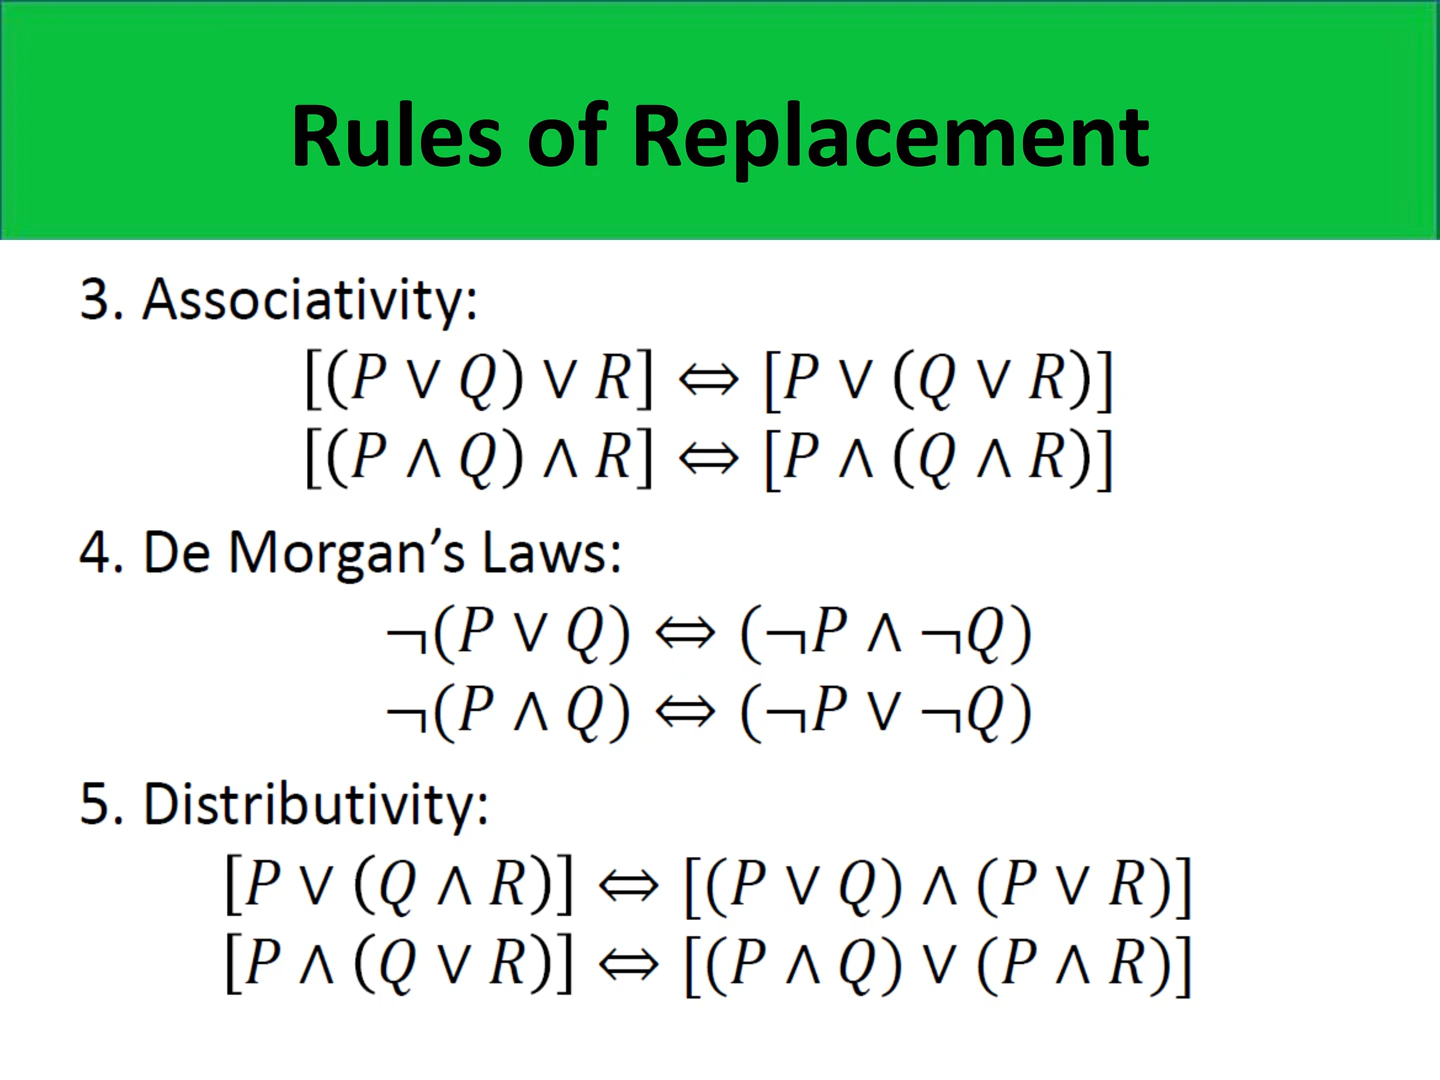 Rules of Replacement
3. Associativity:
[(P ∨ Q) ∨ R] ⇔ [P ∨ (Q ∨ R)]
[(P ∧ Q) ∧ R] ⇔ [P ∧ (Q ∧ R)]
4. De Morgan’s Laws:
¬(P ∨ Q) ⇔ (¬P ∧ ¬Q)
¬(P ∧ Q) ⇔ (¬P ∨ ¬Q)
5. Distributivity:
[P ∨ (Q ∧ R)] ⇔ [(P ∨ Q) ∧ (P ∨ R)]
[P ∧ (Q ∨ R)] ⇔ [(P ∧ Q) ∨ (P ∧ R)]